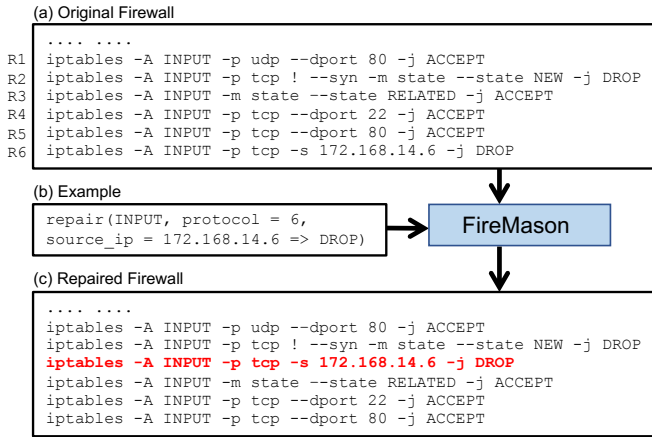 (a) Original Firewall
.... ....
R1 iptables -A INPUT -p udp --dport 80 -j ACCEPT
R2 iptables -A INPUT -p tcp ! --syn -m state --state NEW -j DROP
R3 iptables -A INPUT -m state --state RELATED -j ACCEPT
R4 iptables -A INPUT -p tcp --dport 22 -j ACCEPT
R5 iptables -A INPUT -p tcp --dport 80 -j ACCEPT
R6 iptables -A INPUT -p tcp -s 172.168.14.6 -j DROP
(b) Example
repair(INPUT, protocol = 6,
source_ip = 172.168.14.6 => DROP)
FireMason
(c) Repaired Firewall
.... ....
iptables -A INPUT -p udp --dport 80 -j ACCEPT
iptables -A INPUT -p tcp ! --syn -m state --state NEW -j DROP
iptables -A INPUT -p tcp -s 172.168.14.6 -j DROP
iptables -A INPUT -m state --state RELATED -j ACCEPT
iptables -A INPUT -p tcp --dport 22 -j ACCEPT
iptables -A INPUT -p tcp --dport 80 -j ACCEPT